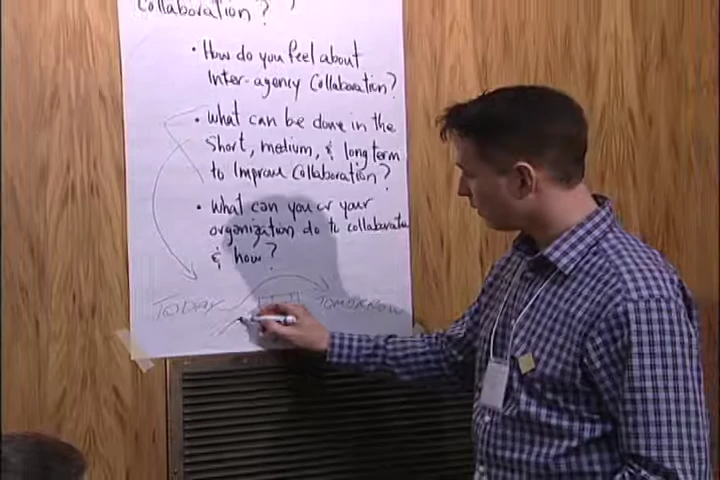 Collaboration?
• How do you feel about
Inter-agency Collaboration?
• what can be done in the
short, medium, & long term
to Improve Collaboration?
• what can you or your
organization do to collaboration
& how?
TODAY
TOMORROW